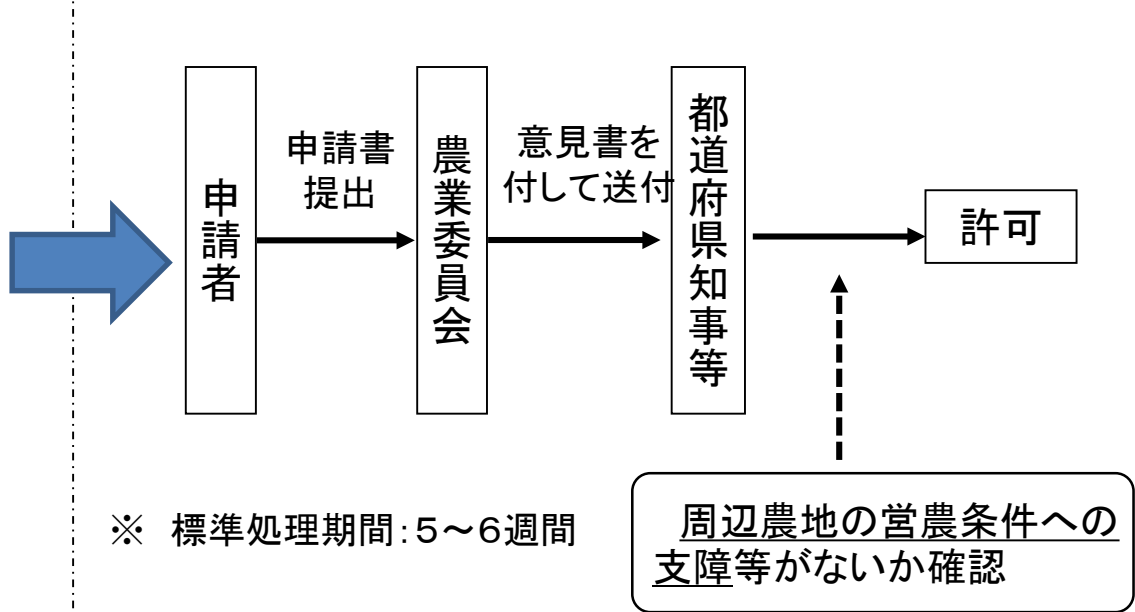 申請者
申請書
提出
農業委員会
意見書を
付して送付
都道府県知事等
許可
※ 標準処理期間:5~6週間
周辺農地の営農条件への
支障等がないか確認